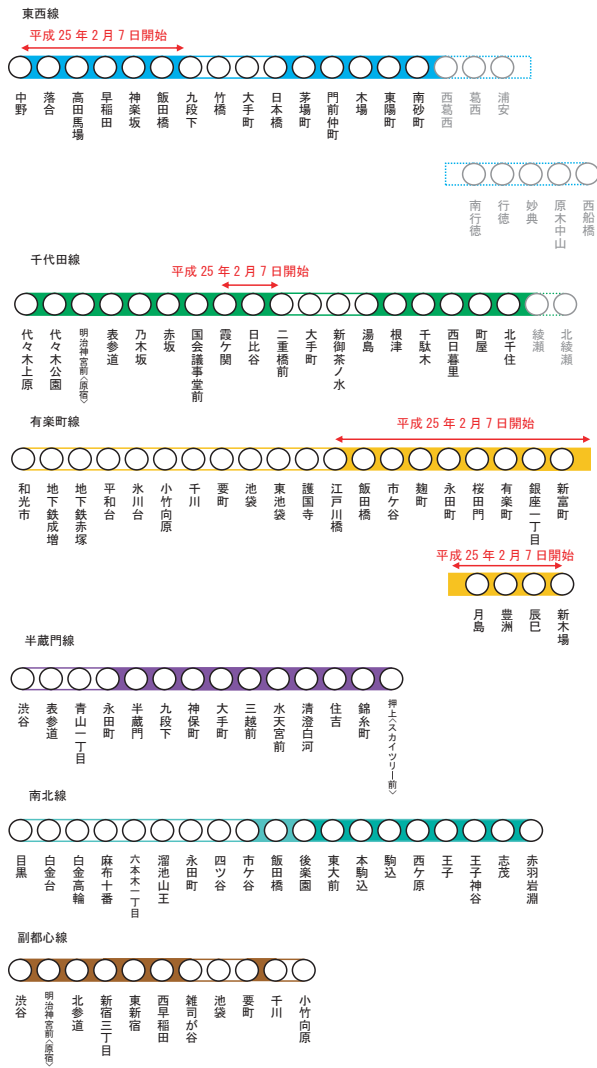 東西線
平成 25 年 2 月 7 日開始
中野
落合
高田馬場
早稲田
神楽坂
飯田橋
九段下
竹橋
大手町
日本橋
茅場町
門前仲町
木場
東陽町
南砂町
西葛西
葛西
浦安
南行徳
行徳
妙典
原木中山
西船橋
千代田線
平成 25 年 2 月 7 日開始
代々木上原
代々木公園
明治神宮前〈原宿〉
表参道
乃木坂
赤坂
国会議事堂前
霞ケ関
日比谷
二重橋前
大手町
新御茶ノ水
湯島
根津
千駄木
西日暮里
町屋
北千住
綾瀬
北綾瀬
有楽町線
平成 25 年 2 月 7 日開始
和光市
地下鉄成増
地下鉄赤塚
平和台
氷川台
小竹向原
千川
要町
池袋
東池袋
護国寺
江戸川橋
飯田橋
市ケ谷
麹町
永田町
桜田門
有楽町
銀座一丁目
新富町
平成 25 年 2 月 7 日開始
月島
豊洲
辰巳
新木場
半蔵門線
渋谷
表参道
青山一丁目
永田町
半蔵門
九段下
神保町
大手町
三越前
水天宮前
清澄白河
住吉
錦糸町
押上〈スカイツリー前〉
南北線
目黒
白金台
白金高輪
麻布十番
六本木一丁目
溜池山王
永田町
四ツ谷
市ケ谷
飯田橋
後楽園
東大前
本駒込
駒込
西ケ原
王子
王子神谷
志茂
赤羽岩淵
副都心線
渋谷
明治神宮前〈原宿〉
北参道
新宿三丁目
東新宿
西早稲田
雑司が谷
池袋
要町
千川
小竹向原